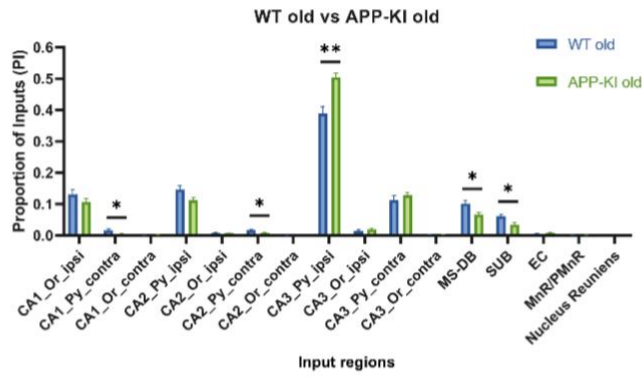 WT old vs APP-KI old
WT old
APP-KI old
Proportion of Inputs (PI)
0.6
0.5
0.4
0.3
0.2
0.1
0.0
*
*
**
*
*
CA1_Or_ipsi
CA1_Py_contra
CA1_Or_contra
CA2_Py_ipsi
CA2_Or_ipsi
CA2_Py_contra
CA2_Or_contra
CA3_Py_ipsi
CA3_Or_ipsi
CA3_Py_contra
CA3_Or_contra
MS-DB
SUB
EC
MnR/PMnR
Nucleus Reuniens
Input regions